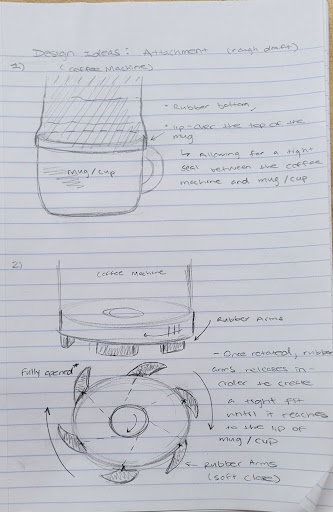 Design Ideas: Attachment (rough draft)
1) (Coffee Machine)
- Rubber bottom,
- lip-over the top of the
mug
↳ Allowing for a tight
seal between the coffee
machine and mug/cup
Mug/Cup
2)
Coffee Machine
Rubber Arms
- Once rotated, rubber
arms releases in-
order to create
a tight fit
until it reaches
to the lip of
mug/cup
Fully opened*
Rubber Arms
(soft close)